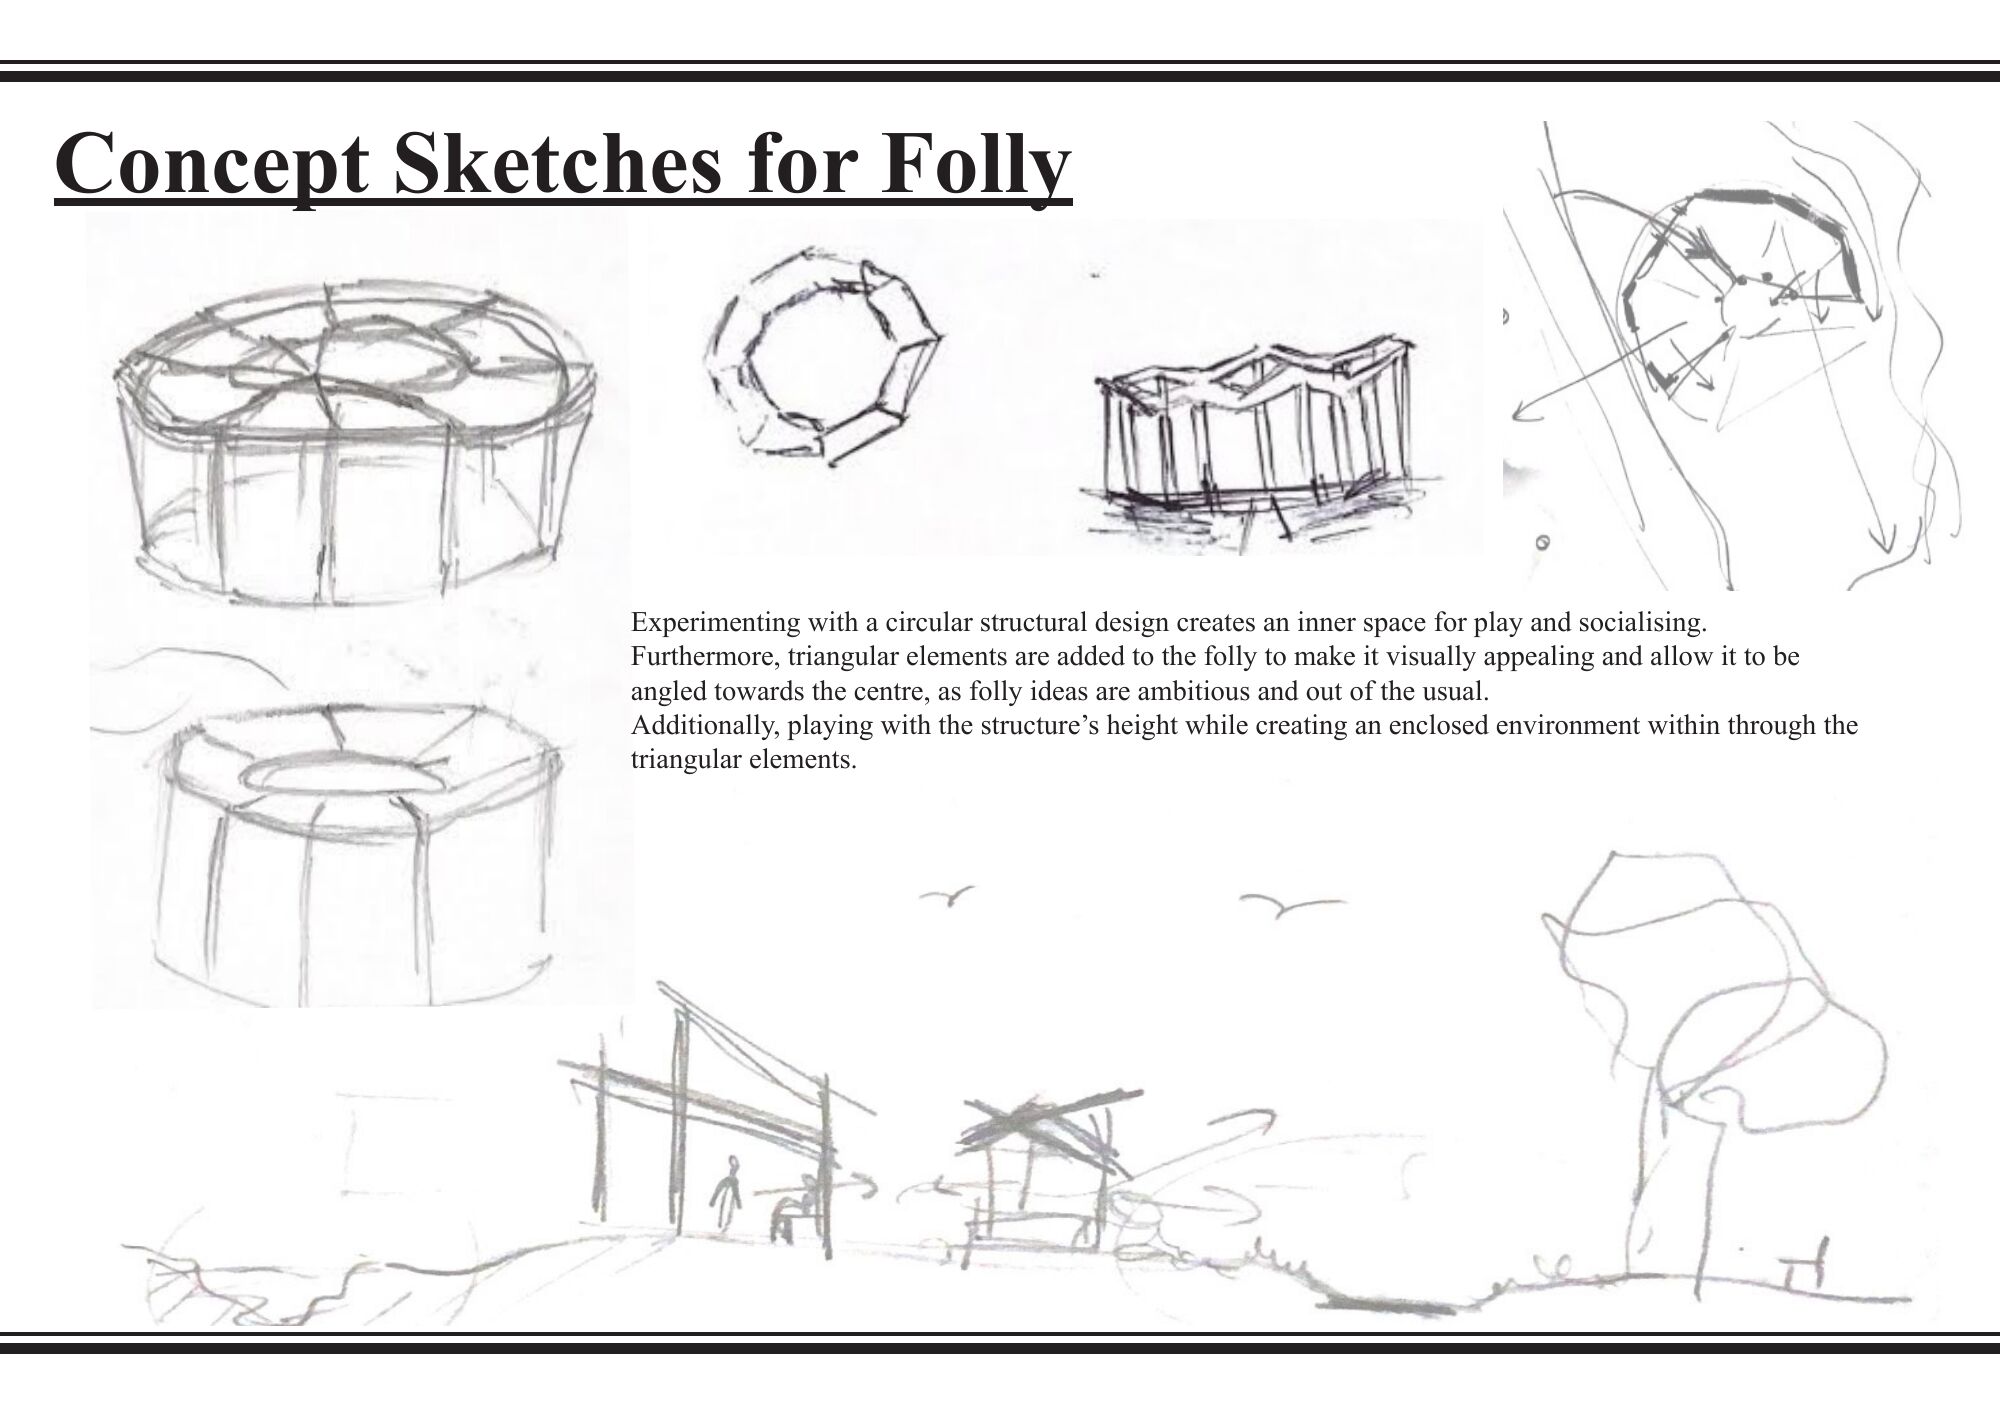 Concept Sketches for Folly
Experimenting with a circular structural design creates an inner space for play and socialising.
Furthermore, triangular elements are added to the folly to make it visually appealing and allow it to be
angled towards the centre, as folly ideas are ambitious and out of the usual.
Additionally, playing with the structure’s height while creating an enclosed environment within through the
triangular elements.